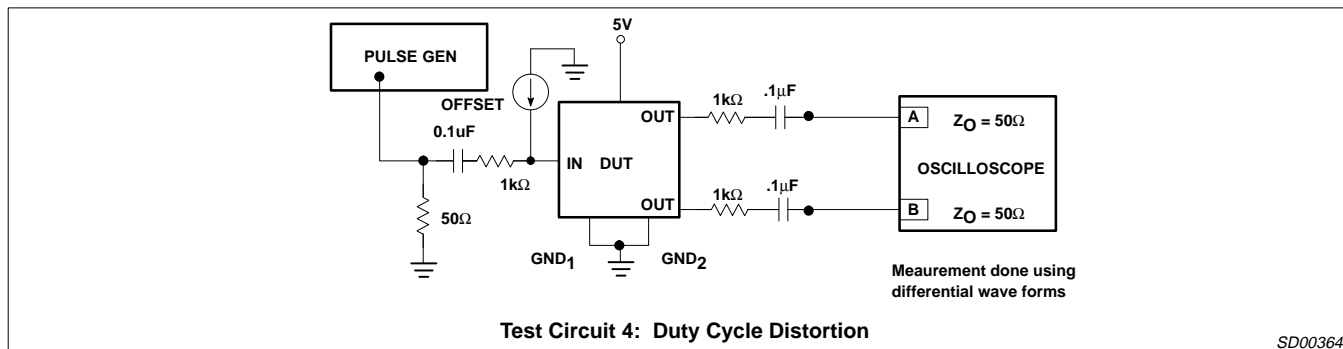 5V
PULSE GEN
OFFSET
0.1uF
1kΩ
50Ω
IN
DUT
OUT
OUT
GND1
GND2
1kΩ
.1μF
1kΩ
.1μF
A
ZO = 50Ω
OSCILLOSCOPE
B
ZO = 50Ω
Meaurement done using
differential wave forms
Test Circuit 4: Duty Cycle Distortion
SD00364